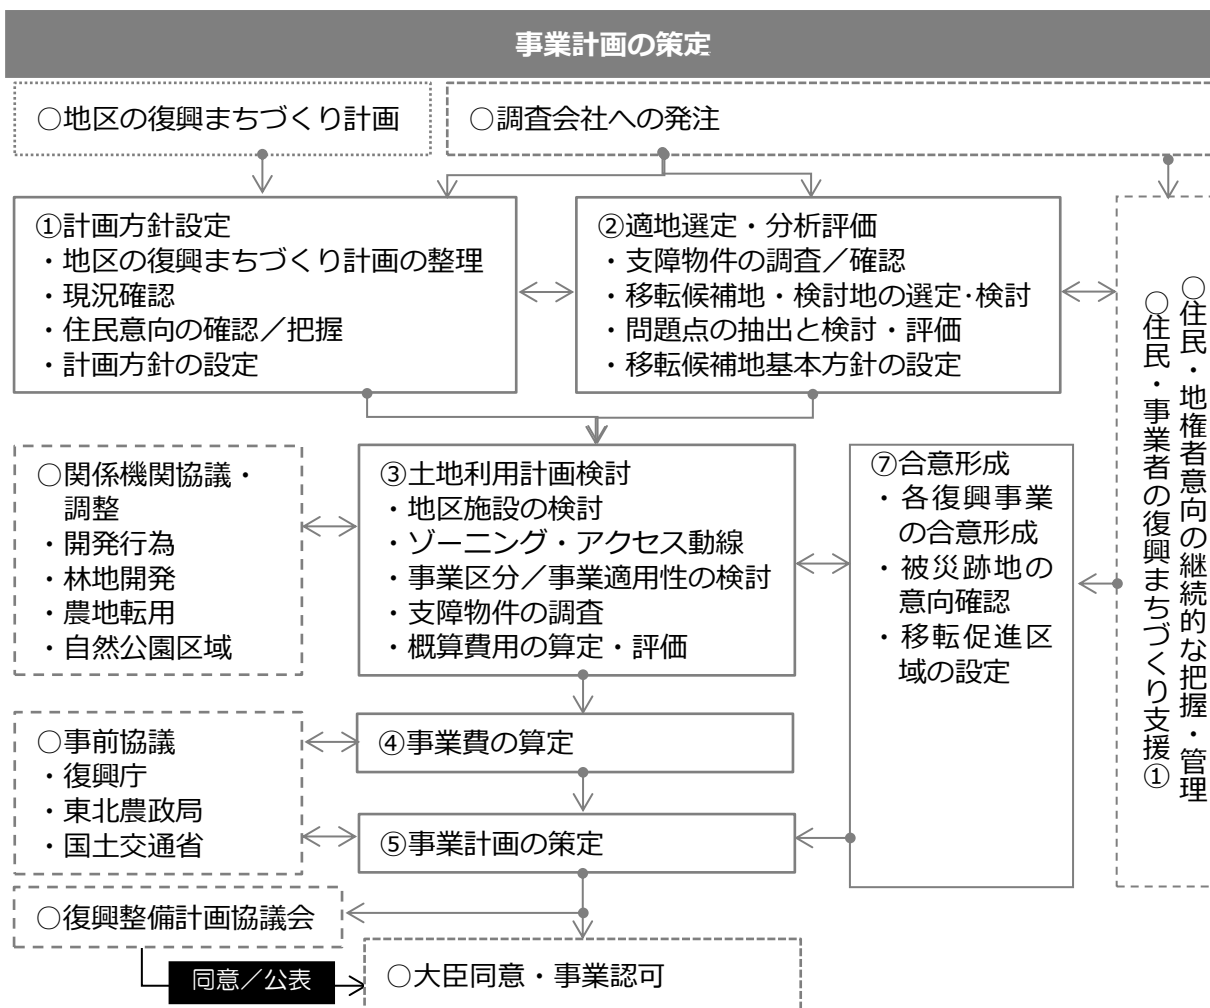 事業計画の策定
○地区の復興まちづくり計画
○調査会社への発注
①計画方針設定
・地区の復興まちづくり計画の整理
・現況確認
・住民意向の確認／把握
・計画方針の設定
②適地選定・分析評価
・支障物件の調査／確認
・移転候補地・検討地の選定･検討
・問題点の抽出と検討・評価
・移転候補地基本方針の設定
○住民・地権者意向の継続的な把握・管理
○住民・事業者の復興まちづくり支援①
○関係機関協議・
調整
・開発行為
・林地開発
・農地転用
・自然公園区域
③土地利用計画検討
・地区施設の検討
・ゾーニング・アクセス動線
・事業区分／事業適用性の検討
・支障物件の調査
・概算費用の算定・評価
⑦合意形成
・各復興事業
の合意形成
・被災跡地の
意向確認
・移転促進区
域の設定
○事前協議
・復興庁
・東北農政局
・国土交通省
④事業費の算定
⑤事業計画の策定
○復興整備計画協議会
同意／公表
○大臣同意・事業認可